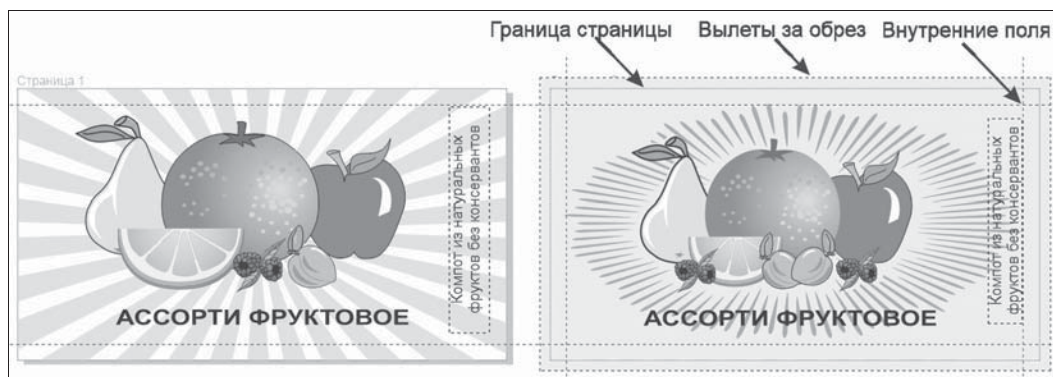 Граница страницы Вылеты за обрез Внутренние поля
Страница 1
Компот из натуральных
фруктов без консервантов
АССОРТИ ФРУКТОВОЕ
Компот из натуральных
фруктов без консервантов
АССОРТИ ФРУКТОВОЕ